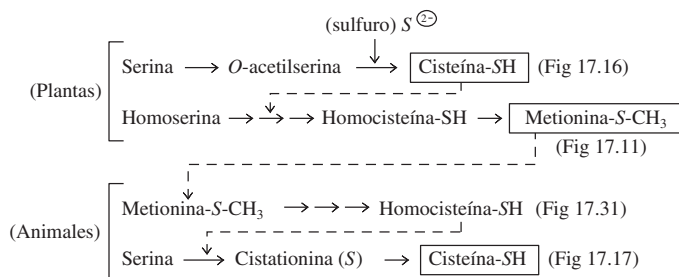 (sulfuro) S 2−
Serina → O-acetilserina → Cisteína-SH (Fig 17.16)
(Plantas)
Homoserina → → → Homocisteína-SH → Metionina-S-CH3
(Fig 17.11)
Metionina-S-CH3 → → → Homocisteína-SH (Fig 17.31)
(Animales)
Serina → Cistationina (S) → Cisteína-SH (Fig 17.17)